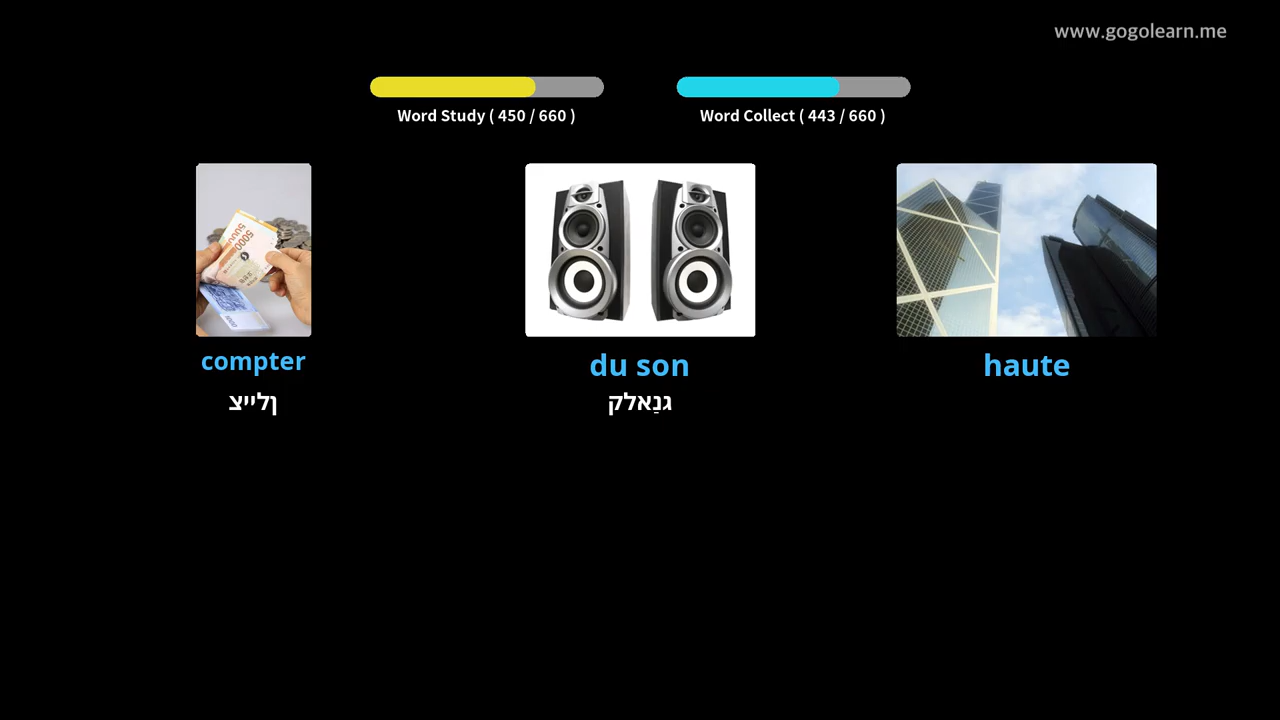 www.gogolearn.me
Word Study ( 450 / 660 )
Word Collect ( 443 / 660 )
compter
ציילן
du son
קלאַנג
haute